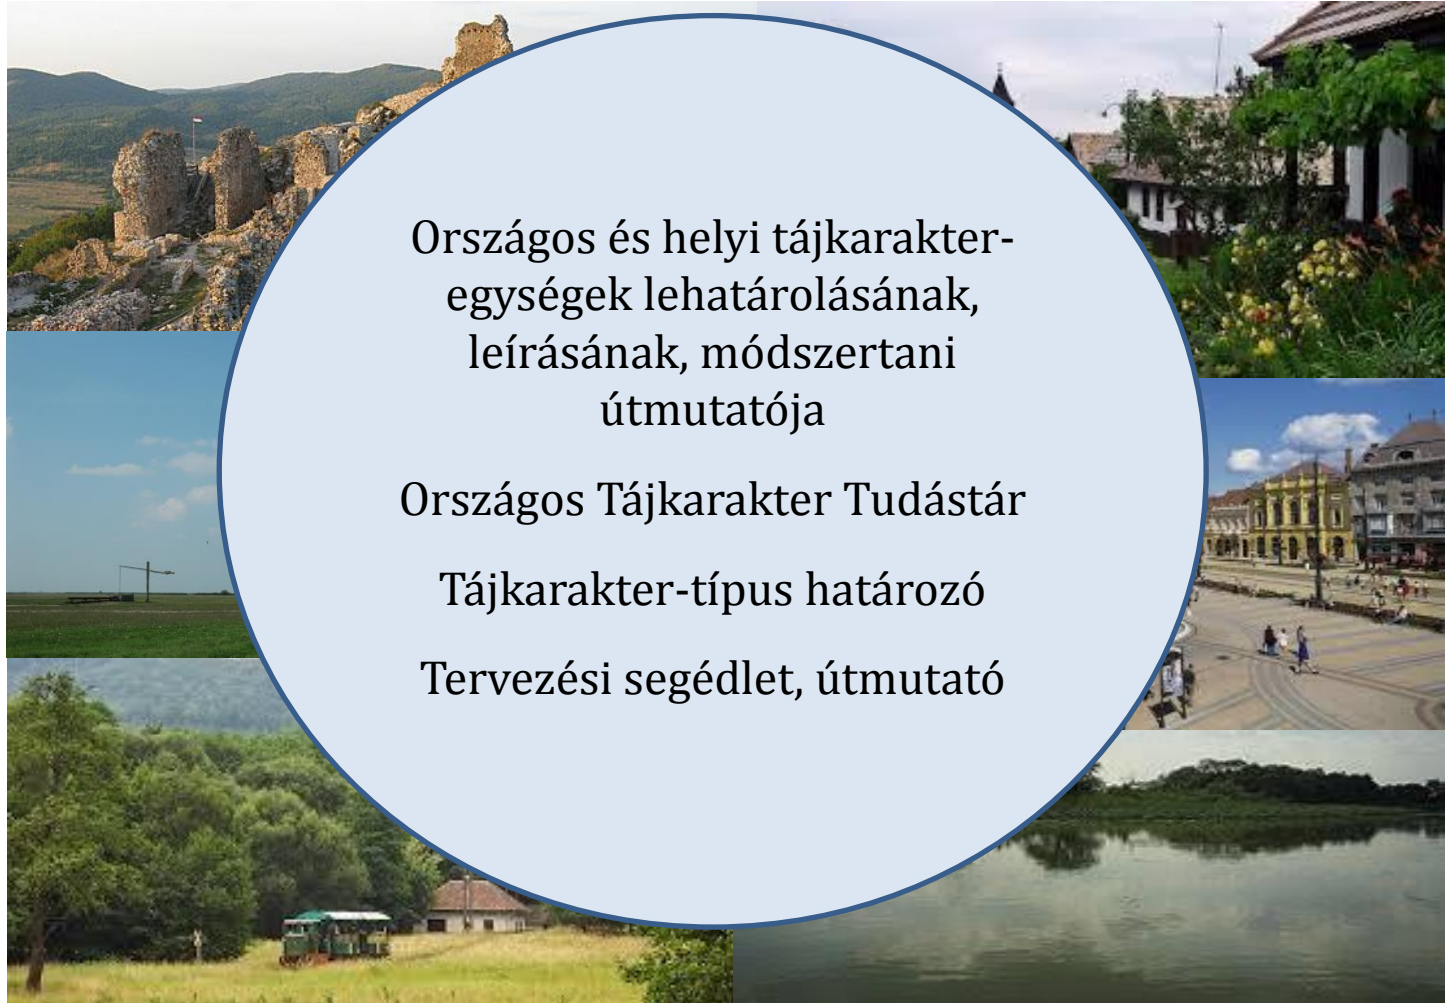 Országos és helyi tájkarakter-
egységek lehatárolásának,
leírásának, módszertani
útmutatója
Országos Tájkarakter Tudástár
Tájkarakter-típus határozó
Tervezési segédlet, útmutató